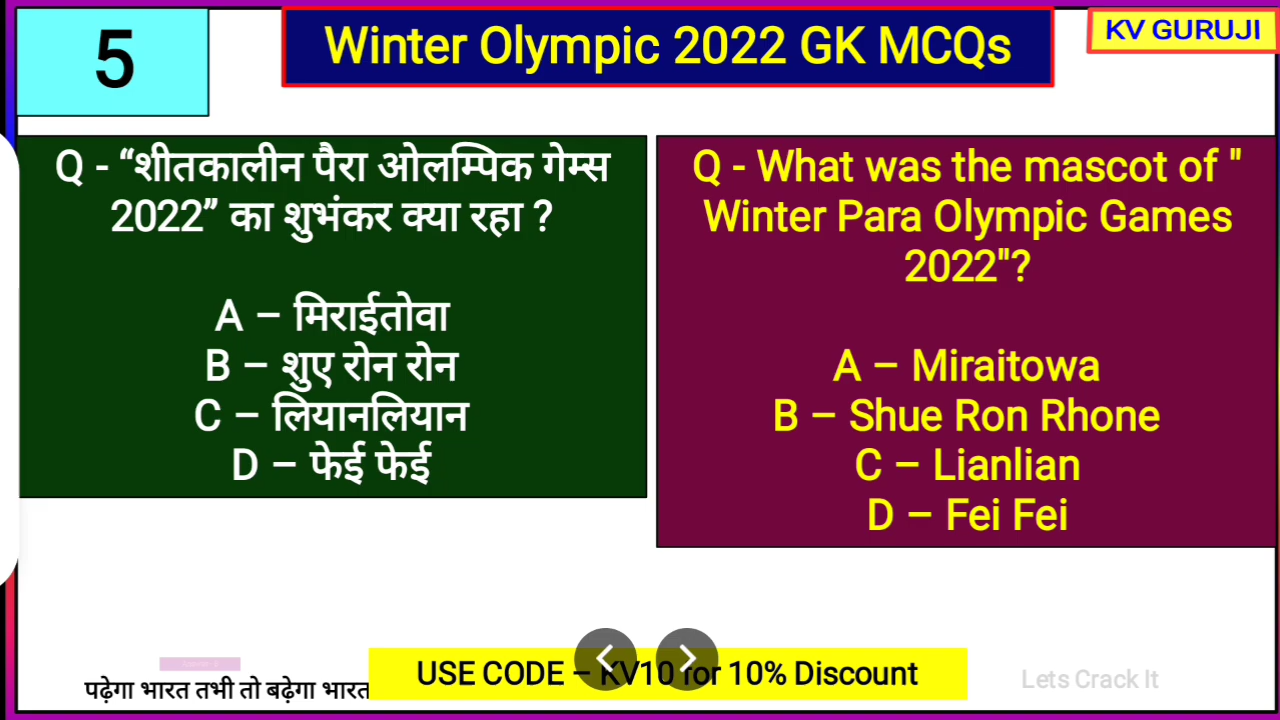 5
Winter Olympic 2022 GK MCQs
KV GURUJI
Q - “शीतकालीन पैरा ओलम्पिक गेम्स
2022” का शुभंकर क्या रहा ?
A – मिराईतोवा
B – शुए रोन रोन
C – लियानलियान
D – फेई फेई
Q - What was the mascot of "
Winter Para Olympic Games
2022"?
A – Miraitowa
B – Shue Ron Rhone
C – Lianlian
D – Fei Fei
पढ़ेगा भारत तभी तो बढ़ेगा भारत
USE CODE – KV10 for 10% Discount
Lets Crack It